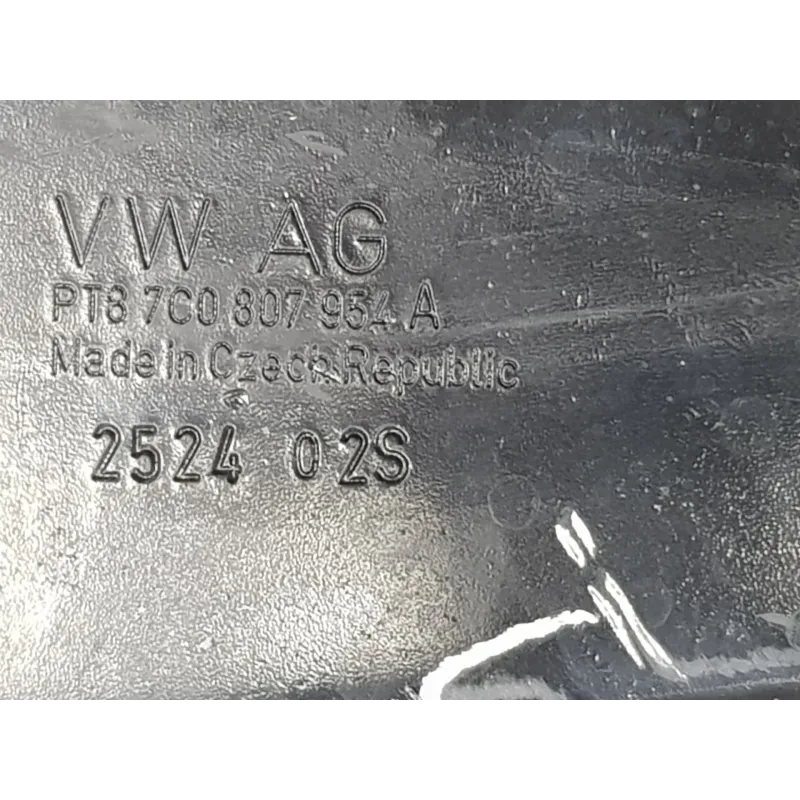 VW AG
PT8 7C0 807 954 A
Made in Czech Republic
2524 02S